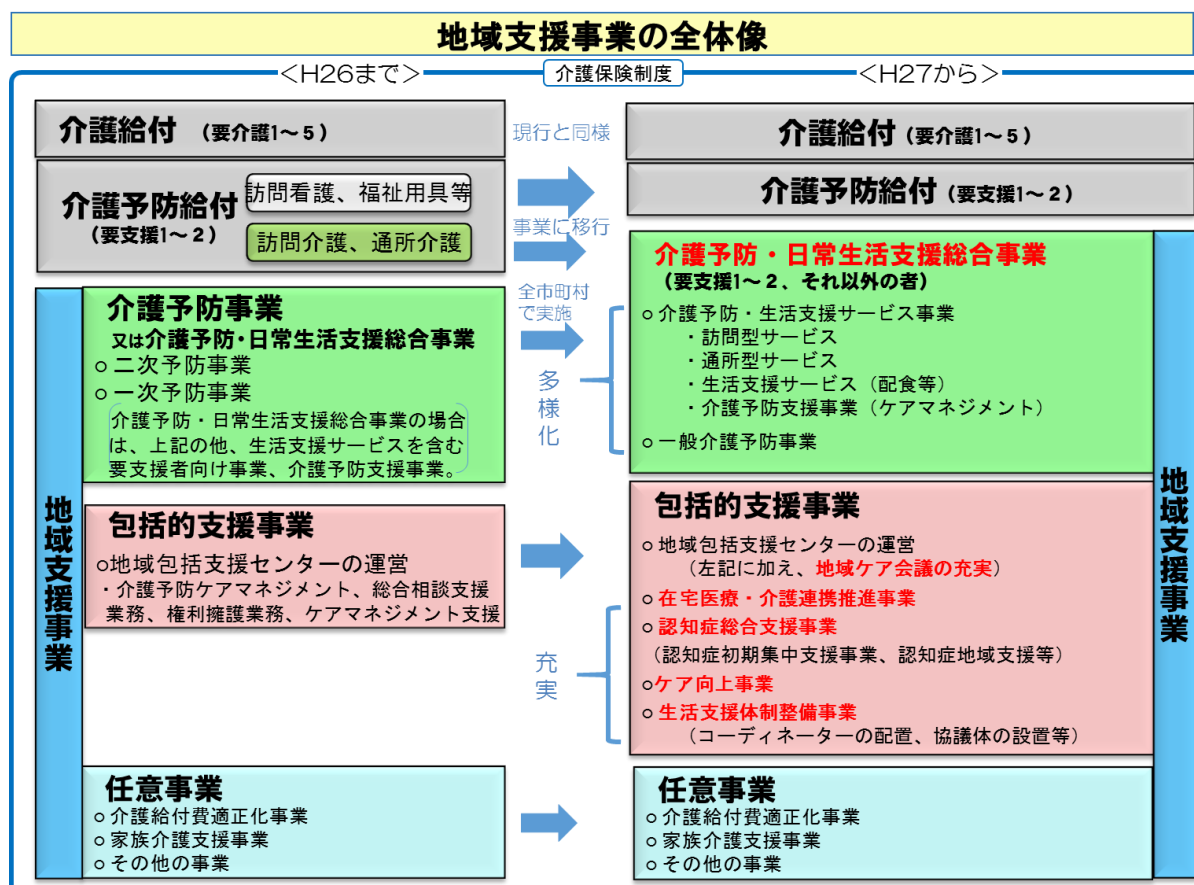 地域支援事業の全体像
<H26まで>
介護保険制度
<H27から>
介護給付 (要介護1～5)
現行と同様
介護給付 (要介護1～5)
介護予防給付
(要支援1～2)
訪問看護、福祉用具等
訪問介護、通所介護
事業に移行
介護予防給付 (要支援1～2)
地域支援事業
介護予防事業
又は介護予防・日常生活支援総合事業
○二次予防事業
○一次予防事業
介護予防・日常生活支援総合事業の場合
は、上記の他、生活支援サービスを含む
要支援者向け事業、介護予防支援事業。
全市町村
で実施
多様化
介護予防・日常生活支援総合事業
(要支援1～2、それ以外の者)
○介護予防・生活支援サービス事業
・訪問型サービス
・通所型サービス
・生活支援サービス（配食等）
・介護予防支援事業（ケアマネジメント）
○一般介護予防事業
包括的支援事業
○地域包括支援センターの運営
・介護予防ケアマネジメント、総合相談支援
業務、権利擁護業務、ケアマネジメント支援
充実
包括的支援事業
○地域包括支援センターの運営
(左記に加え、地域ケア会議の充実)
○在宅医療・介護連携推進事業
○認知症総合支援事業
(認知症初期集中支援事業、認知症地域支援等)
○ケア向上事業
○生活支援体制整備事業
(コーディネーターの配置、協議体の設置等)
任意事業
○介護給付費適正化事業
○家族介護支援事業
○その他の事業
任意事業
○介護給付費適正化事業
○家族介護支援事業
○その他の事業
地域支援事業